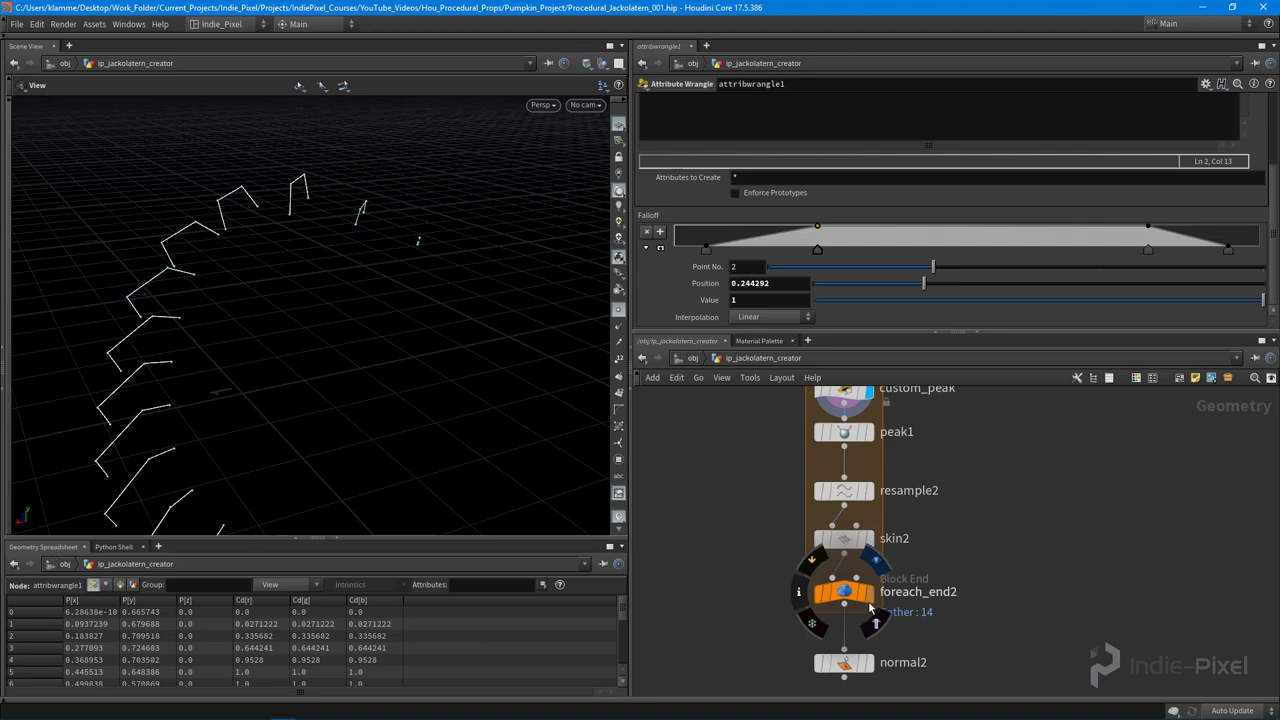 C:/Users/klamme/Desktop/Work_Folder/Current_Projects/Indie_Pixel/Projects/IndiePixel_Courses/YouTube_Videos/Hou_Procedural_Props/Pumpkin_Project/Procedural_Jackolatern_001.hip - Houdini Core 17.5.386
File Edit Render Assets Windows Help Indie_Pixel Main Main
Scene View
obj ip_jackolatern_creator
View
Persp No cam
Geometry Spreadsheet Python Shell
obj ip_jackolatern_creator
Node: attribwrangle1 Group: View Intrinsics Attributes:
P[x] P[y] P[z] Cd[r] Cd[g] Cd[b]
0 6.28638e-10 0.665743 0.0 0.0 0.0 0.0
1 0.0937239 0.679688 0.0 0.0271222 0.0271222 0.0271222
2 0.183827 0.709518 0.0 0.335682 0.335682 0.335682
3 0.277093 0.724603 0.0 0.644241 0.644241 0.644241
4 0.368953 0.703502 0.0 0.9528 0.9528 0.9528
5 0.445513 0.648386 0.0 1.0 1.0 1.0
6 0.499838 0.570869 0.0 1.0 1.0 1.0
attribwrangle1
obj ip_jackolatern_creator
Attribute Wrangle attribwrangle1
Ln 2, Col 13
Attributes to Create *
Enforce Prototypes
Falloff
Point No. 2
Position 0.244292
Value 1
Interpolation Linear
/obj/ip_jackolatern_creator Material Palette
obj ip_jackolatern_creator
Add Edit Go View Tools Layout Help
Geometry
custom_peak
peak1
resample2
skin2
Block End
foreach_end2
ather : 14
normal2
Indie-Pixel
Auto Update